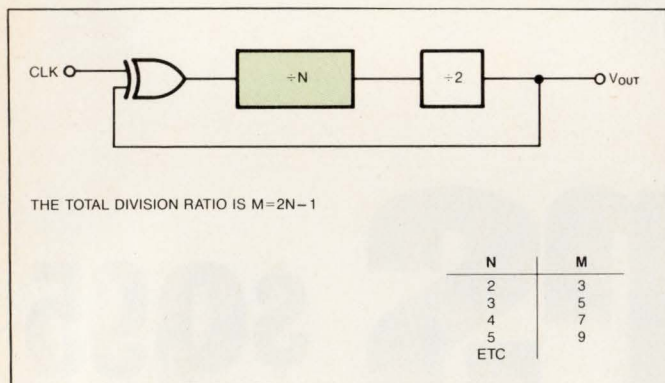 CLK
÷N
÷2
VOUT
THE TOTAL DIVISION RATIO IS M=2N−1
N M
2 3
3 5
4 7
5 9
ETC